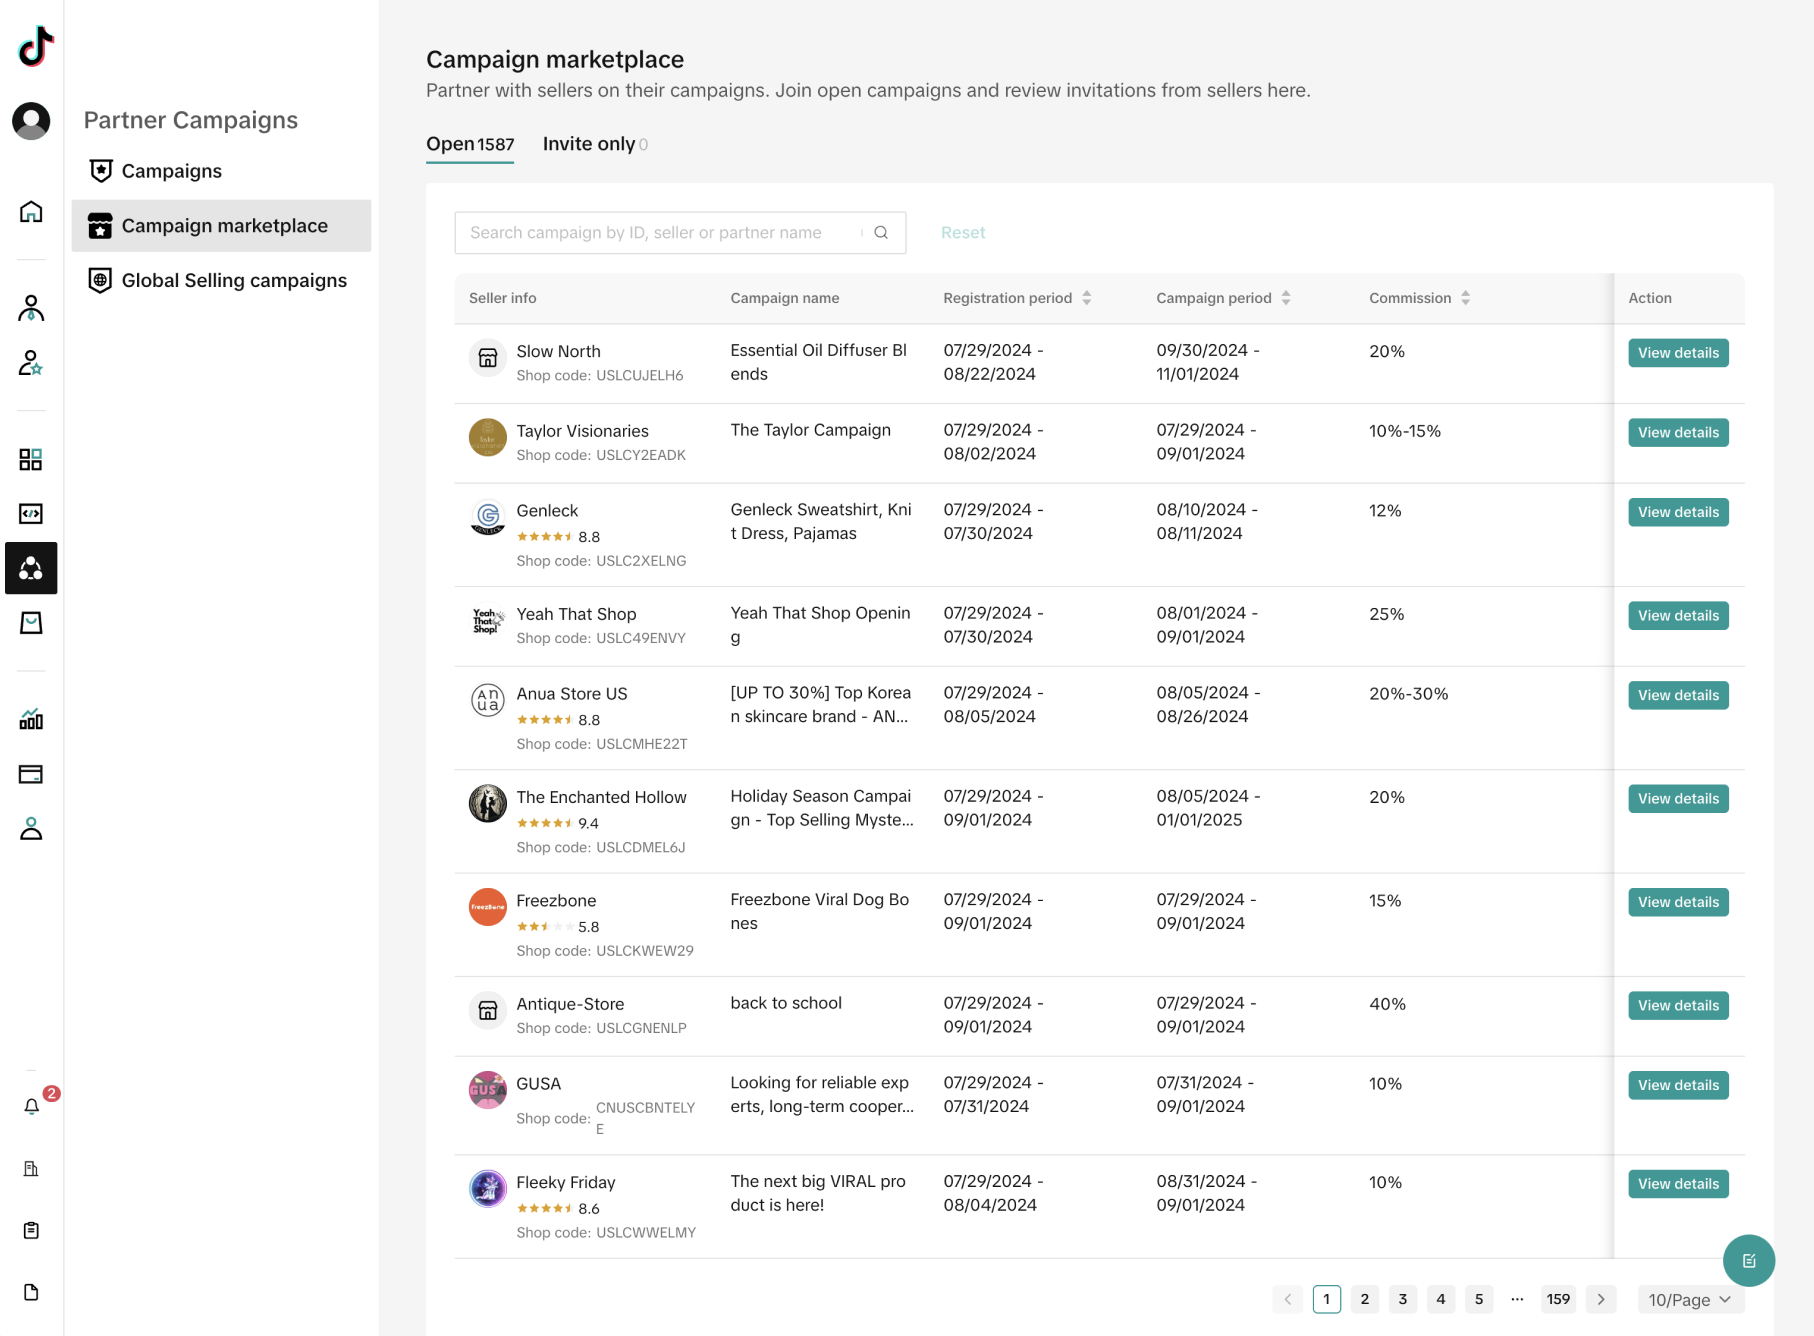 Campaign marketplace
Partner with sellers on their campaigns. Join open campaigns and review invitations from sellers here.
Partner Campaigns
Campaigns
Campaign marketplace
Global Selling campaigns
Open 1587 Invite only 0
Search campaign by ID, seller or partner name Reset
Seller info Campaign name Registration period Campaign period Commission Action
Slow North
Shop code: USLCUJELH6
Essential Oil Diffuser Bl
ends
07/29/2024 -
08/22/2024
09/30/2024 -
11/01/2024
20%
View details
Taylor Visionaries
Shop code: USLCY2EADK
The Taylor Campaign
07/29/2024 -
08/02/2024
07/29/2024 -
09/01/2024
10%-15%
View details
GENLECK
Genleck
8.8
Shop code: USLC2XELNG
Genleck Sweatshirt, Kni
t Dress, Pajamas
07/29/2024 -
07/30/2024
08/10/2024 -
08/11/2024
12%
View details
Yeah
That
Shop!
Yeah That Shop
Shop code: USLC49ENVY
Yeah That Shop Openin
g
07/29/2024 -
07/30/2024
08/01/2024 -
09/01/2024
25%
View details
An
ua
Anua Store US
8.8
Shop code: USLCMHE22T
[UP TO 30%] Top Korea
n skincare brand - AN...
07/29/2024 -
08/05/2024
08/05/2024 -
08/26/2024
20%-30%
View details
The Enchanted Hollow
9.4
Shop code: USLCDMEL6J
Holiday Season Campai
gn - Top Selling Myste...
07/29/2024 -
09/01/2024
08/05/2024 -
01/01/2025
20%
View details
FreezBone
Freezbone
5.8
Shop code: USLCKWEW29
Freezbone Viral Dog Bo
nes
07/29/2024 -
09/01/2024
07/29/2024 -
09/01/2024
15%
View details
Antique-Store
Shop code: USLCGNENLP
back to school
07/29/2024 -
09/01/2024
07/29/2024 -
09/01/2024
40%
View details
GUSA
GUSA
Shop code: CNUSCBNTELY
E
Looking for reliable exp
erts, long-term cooper...
07/29/2024 -
07/31/2024
07/31/2024 -
09/01/2024
10%
View details
Fleeky Friday
8.6
Shop code: USLCWWELMY
The next big VIRAL pro
duct is here!
07/29/2024 -
08/04/2024
08/31/2024 -
09/01/2024
10%
View details
2
1 2 3 4 5 ... 159 10/Page